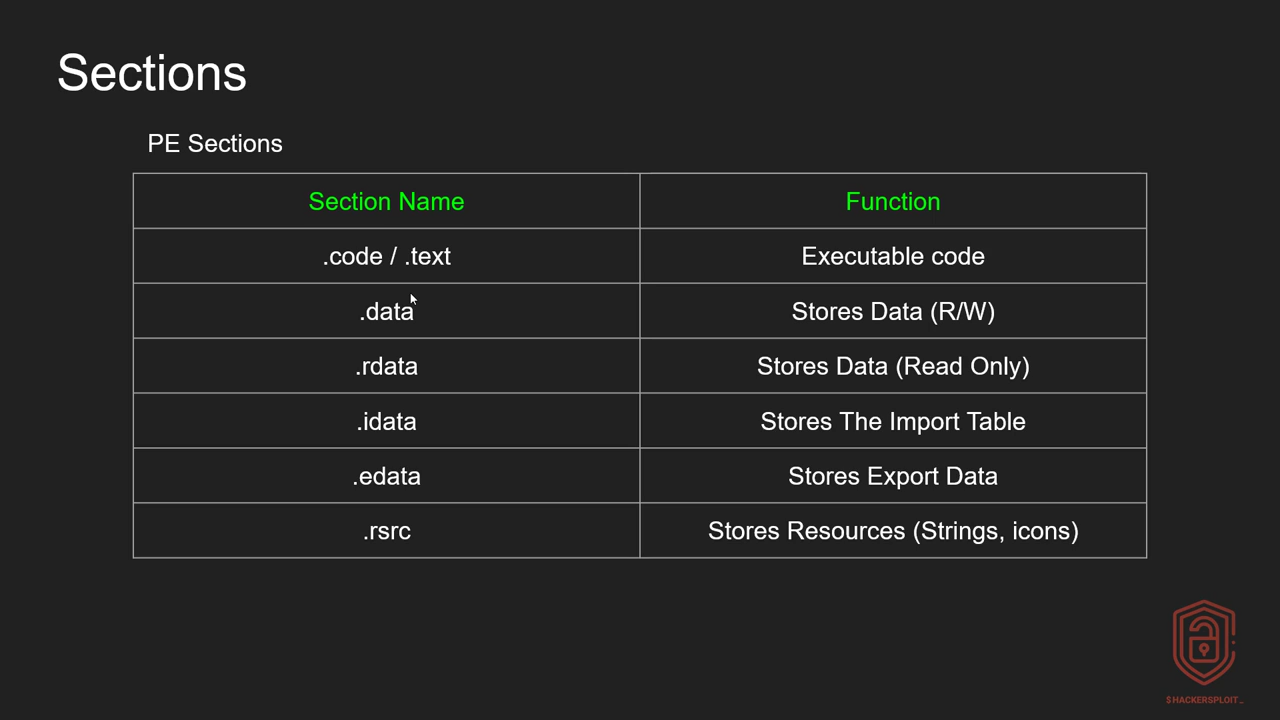 Sections
PE Sections
Section Name Function
.code / .text Executable code
.data Stores Data (R/W)
.rdata Stores Data (Read Only)
.idata Stores The Import Table
.edata Stores Export Data
.rsrc Stores Resources (Strings, icons)
$HACKERSPLOIT_